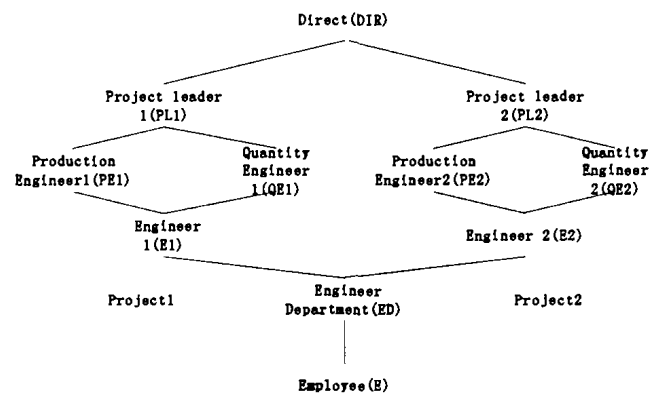 Direct(DIR)
Project leader
1(PL1)
Project leader
2(PL2)
Production
Engineer1(PE1)
Quantity
Engineer
1(QE1)
Production
Engineer2(PE2)
Quantity
Engineer
2(QE2)
Engineer
1(E1)
Engineer 2(E2)
Project1
Engineer
Department(ED)
Project2
Employee(E)